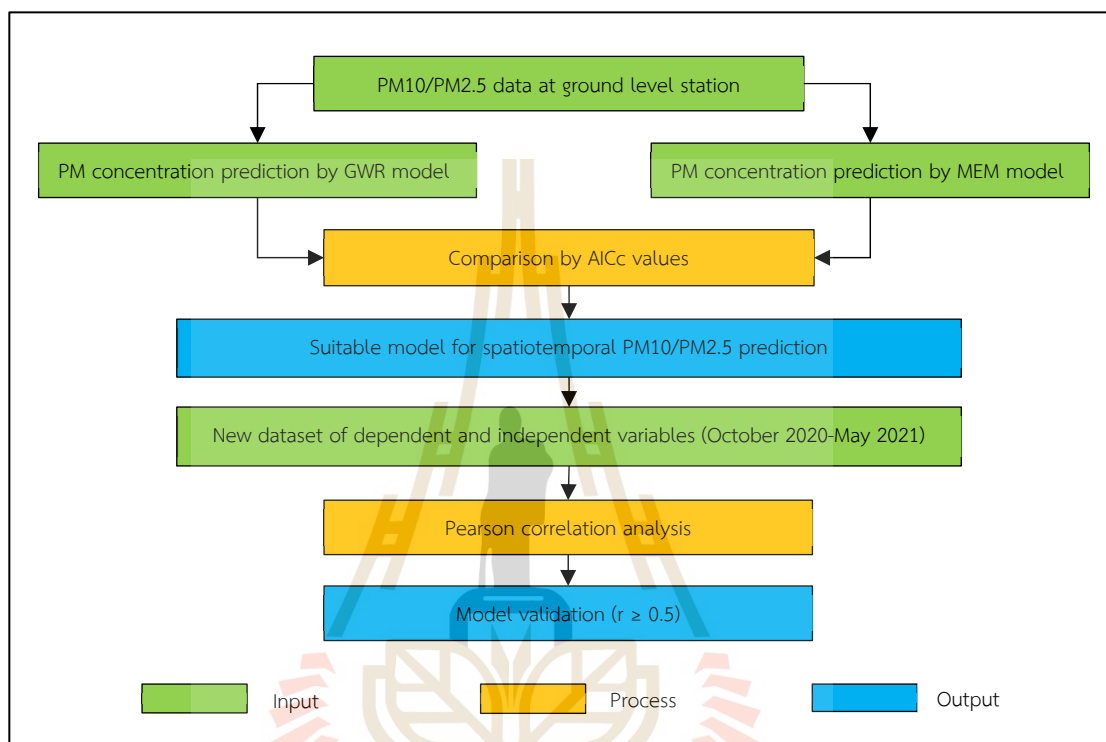 PM10/PM2.5 data at ground level station
PM concentration prediction by GWR model
PM concentration prediction by MEM model
Comparison by AICc values
Suitable model for spatiotemporal PM10/PM2.5 prediction
New dataset of dependent and independent variables (October 2020-May 2021)
Pearson correlation analysis
Model validation (r ≥ 0.5)
Input
Process
Output